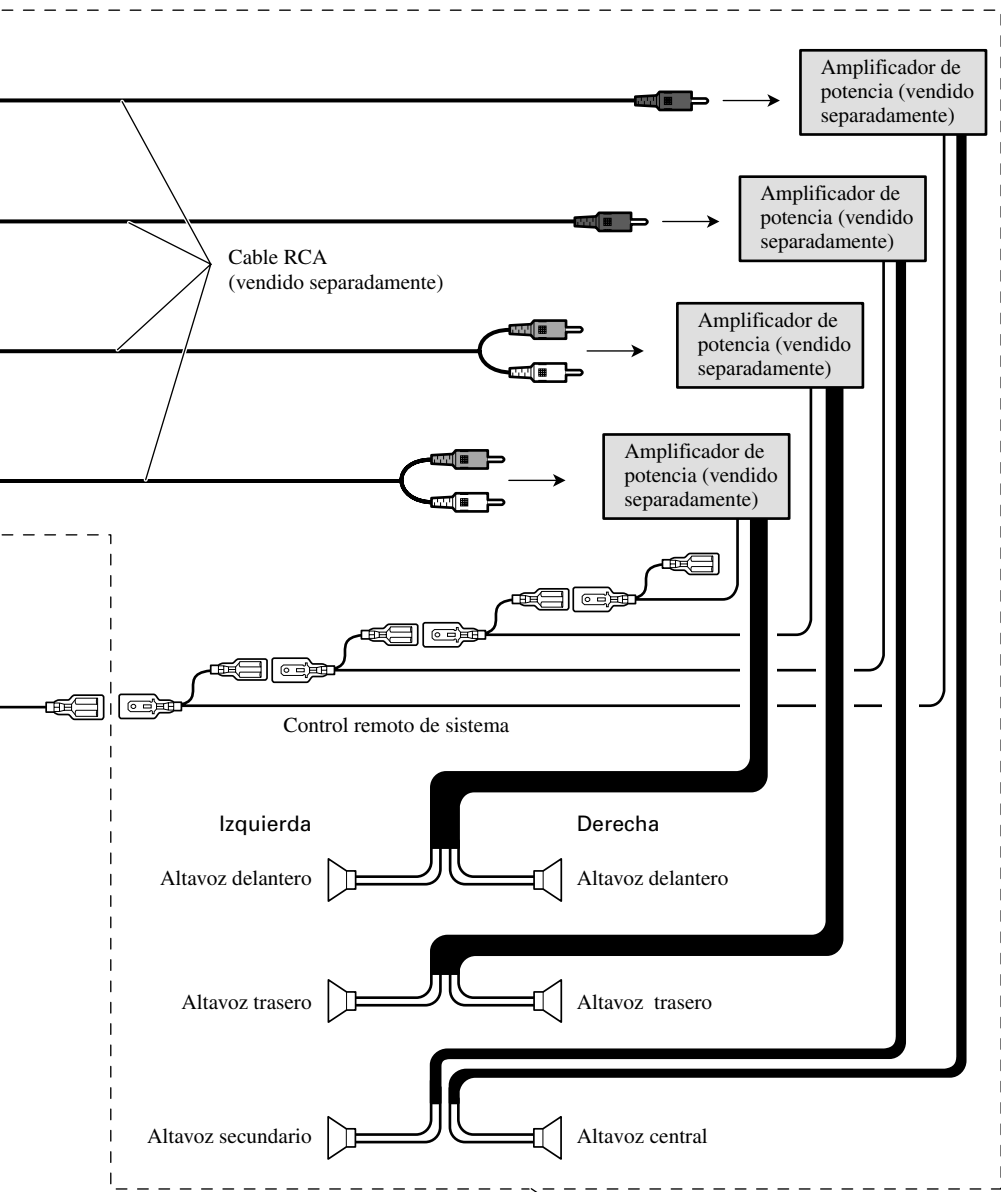 Amplificador de
potencia (vendido
separadamente)
Amplificador de
potencia (vendido
separadamente)
Cable RCA
(vendido separadamente)
Amplificador de
potencia (vendido
separadamente)
Amplificador de
potencia (vendido
separadamente)
Control remoto de sistema
Izquierda
Derecha
Altavoz delantero
Altavoz delantero
Altavoz trasero
Altavoz trasero
Altavoz secundario
Altavoz central